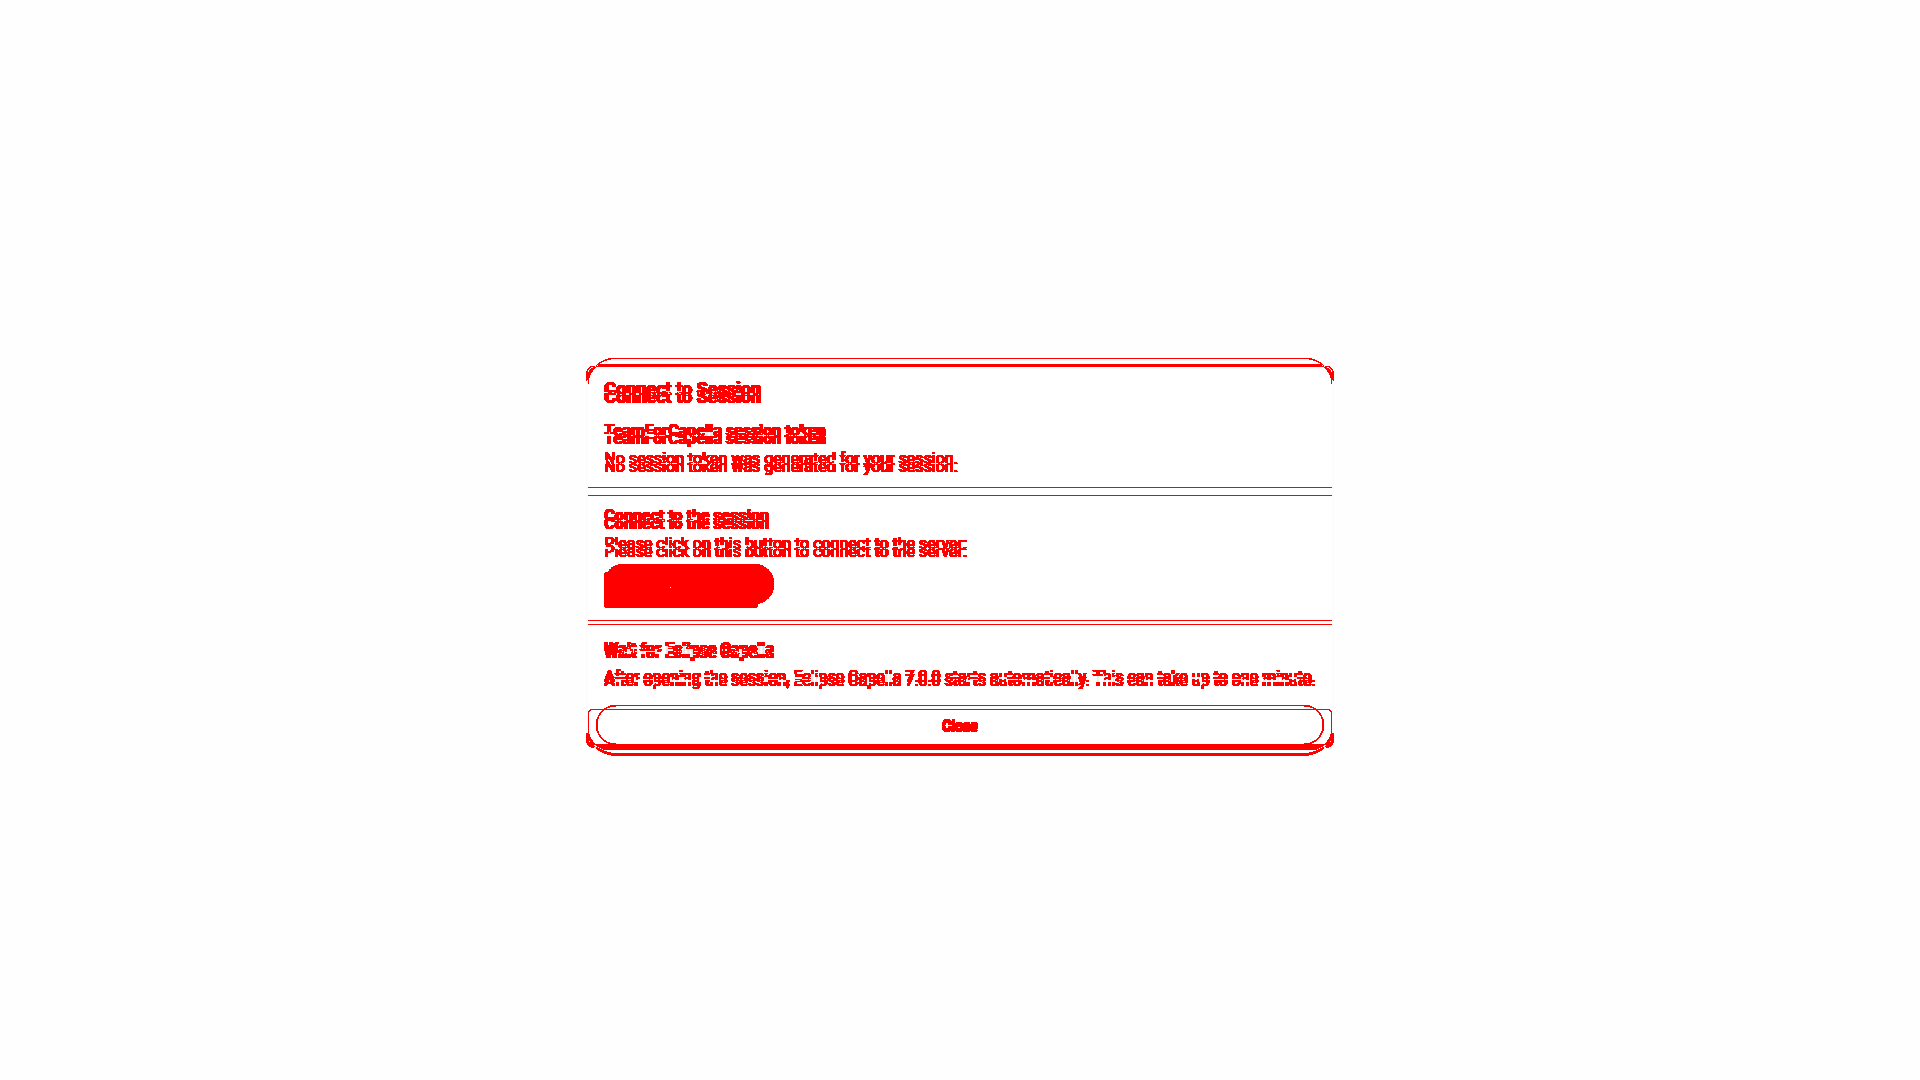 Connect to Session
TeamForCapella session token
No session token was generated for your session.
Connect to the session
Please click on this button to connect to the server:
Wait for Eclipse Capella
After opening the session, Eclipse Capella 7.0.0 starts automatically. This can take up to one minute.
Close